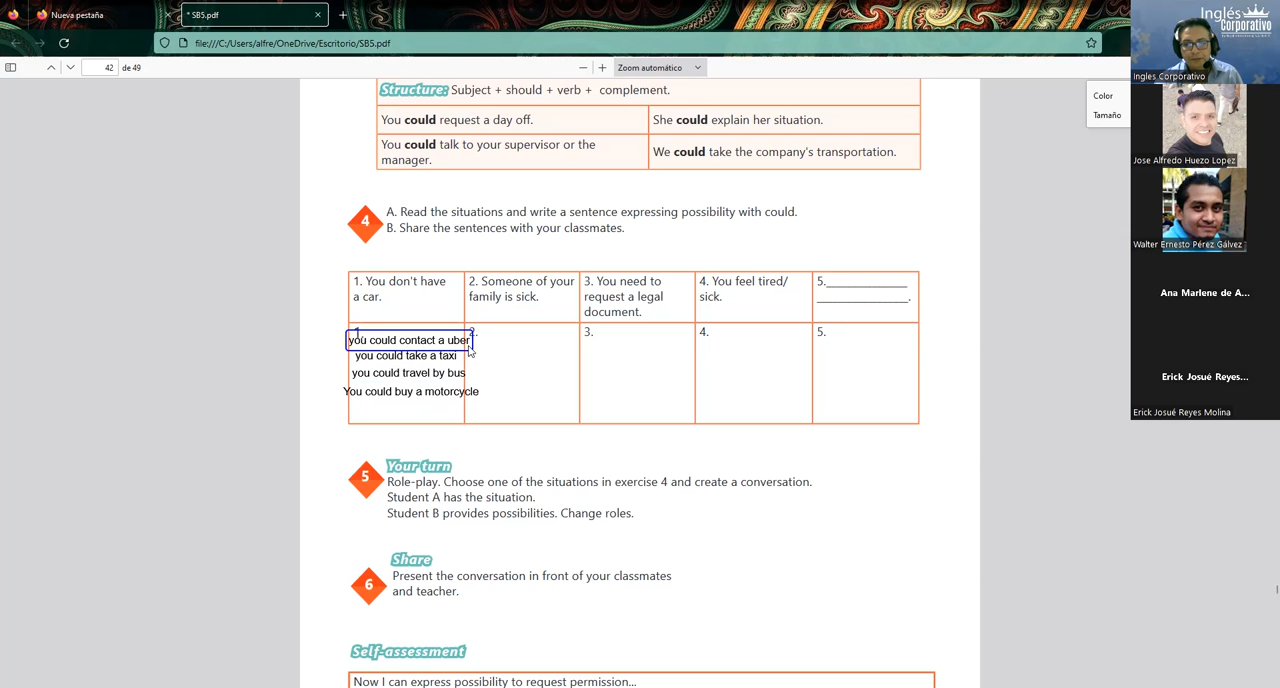 Nueva pestaña
* SB5.pdf
file:///C:/Users/alfre/OneDrive/Escritorio/SB5.pdf
42 de 49
Zoom automático
Color
Tamaño
Structure: Subject + should + verb + complement.
You could request a day off.
She could explain her situation.
You could talk to your supervisor or the
manager.
We could take the company's transportation.
4
A. Read the situations and write a sentence expressing possibility with could.
B. Share the sentences with your classmates.
1. You don't have
a car.
2. Someone of your
family is sick.
3. You need to
request a legal
document.
4. You feel tired/
sick.
5._____________
_______________.
1.
you could contact a uber
you could take a taxi
you could travel by bus
You could buy a motorcycle
2.
3.
4.
5.
5
Your turn
Role-play. Choose one of the situations in exercise 4 and create a conversation.
Student A has the situation.
Student B provides possibilities. Change roles.
6
Share
Present the conversation in front of your classmates
and teacher.
Self-assessment
Now I can express possibility to request permission...
Inglés
Corporativo
Ingles Corporativo
Jose Alfredo Huezo Lopez
Walter Ernesto Pérez Gálvez
Ana Marlene de A...
Erick Josué Reyes...
Erick Josué Reyes Molina